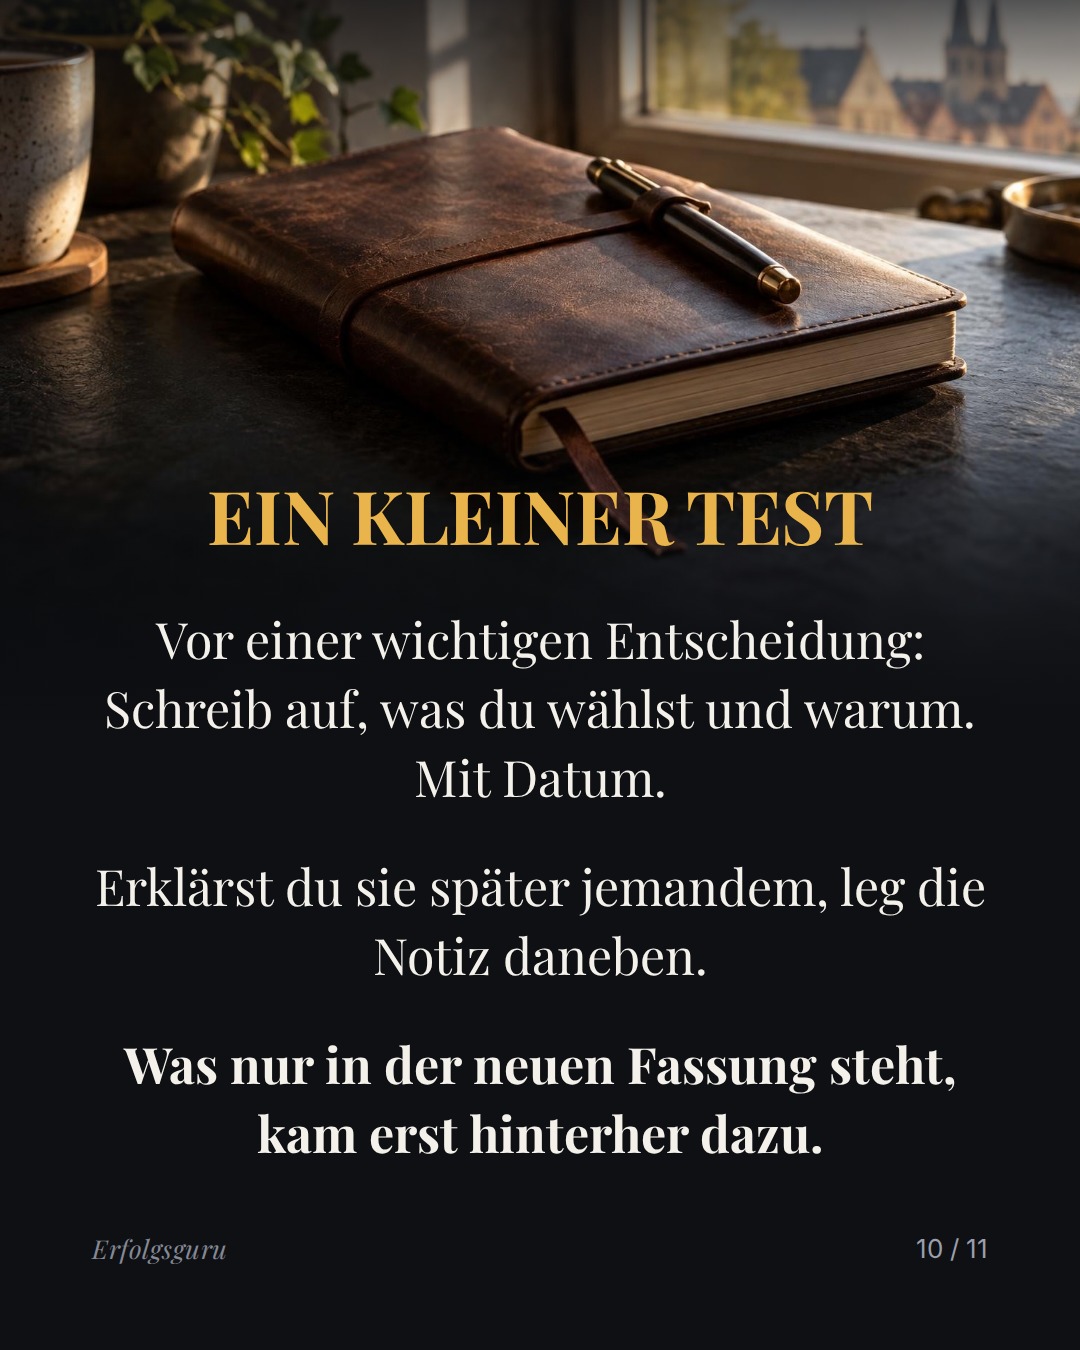 EIN KLEINER TEST
Vor einer wichtigen Entscheidung:
Schreib auf, was du wählst und warum.
Mit Datum.
Erklärst du sie später jemandem, leg die
Notiz daneben.
Was nur in der neuen Fassung steht,
kam erst hinterher dazu.
Erfolgsguru
10 / 11